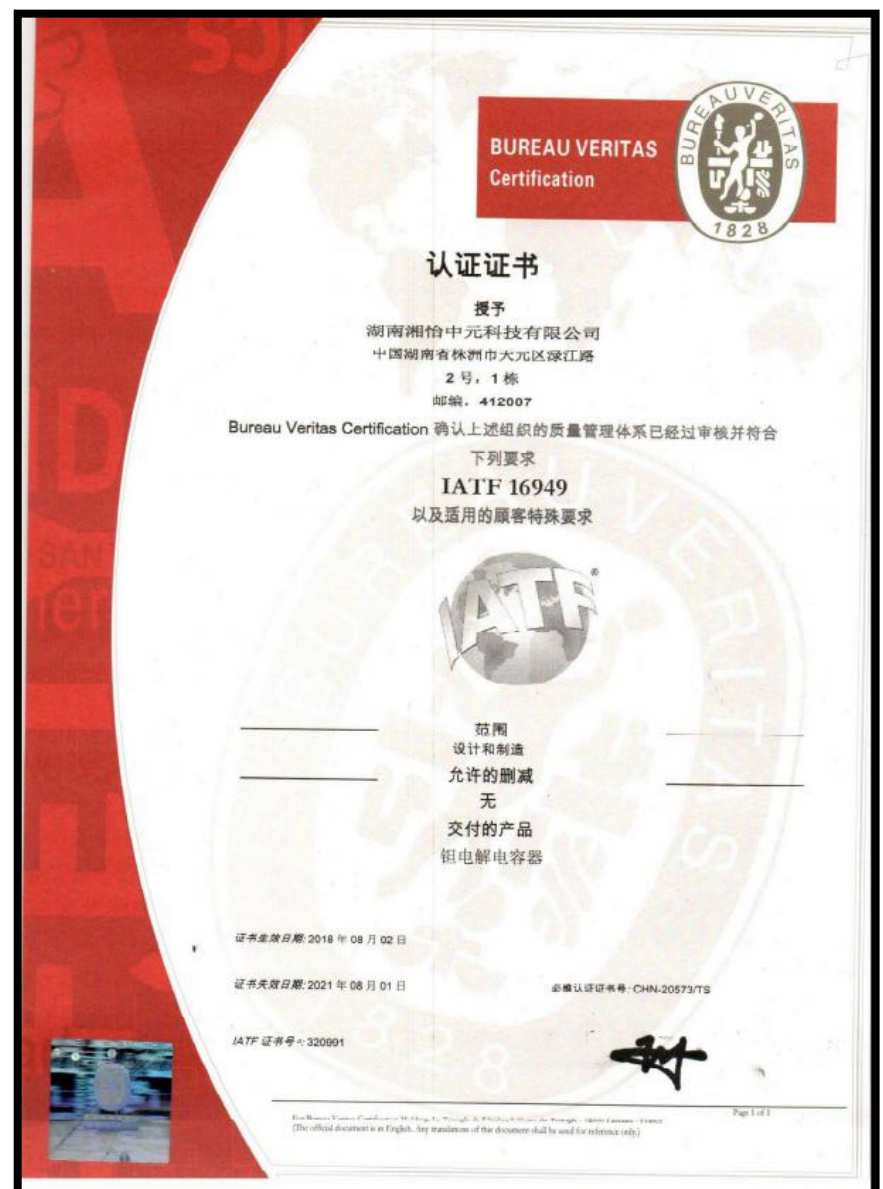 BUREAU VERITAS
Certification
BUREAU VERITAS
1828
认证证书
授予
湖南湘怡中元科技有限公司
中国湖南省株洲市天元区渌江路
2 号，1 栋
邮编。412007
Bureau Veritas Certification 确认上述组织的质量管理体系已经过审核并符合
下列要求
IATF 16949
以及适用的顾客特殊要求
IATF®
范围
设计和制造
允许的删减
无
交付的产品
钽电解电容器
证书生效日期: 2018 年 08 月 02 日
证书失效日期: 2021 年 08 月 01 日
必维认证证书号: CHN-20573/TS
IATF 证书号 : 320991
Page 1 of 1
(The official document is in English. Any translations of this document shall be used for reference only.)